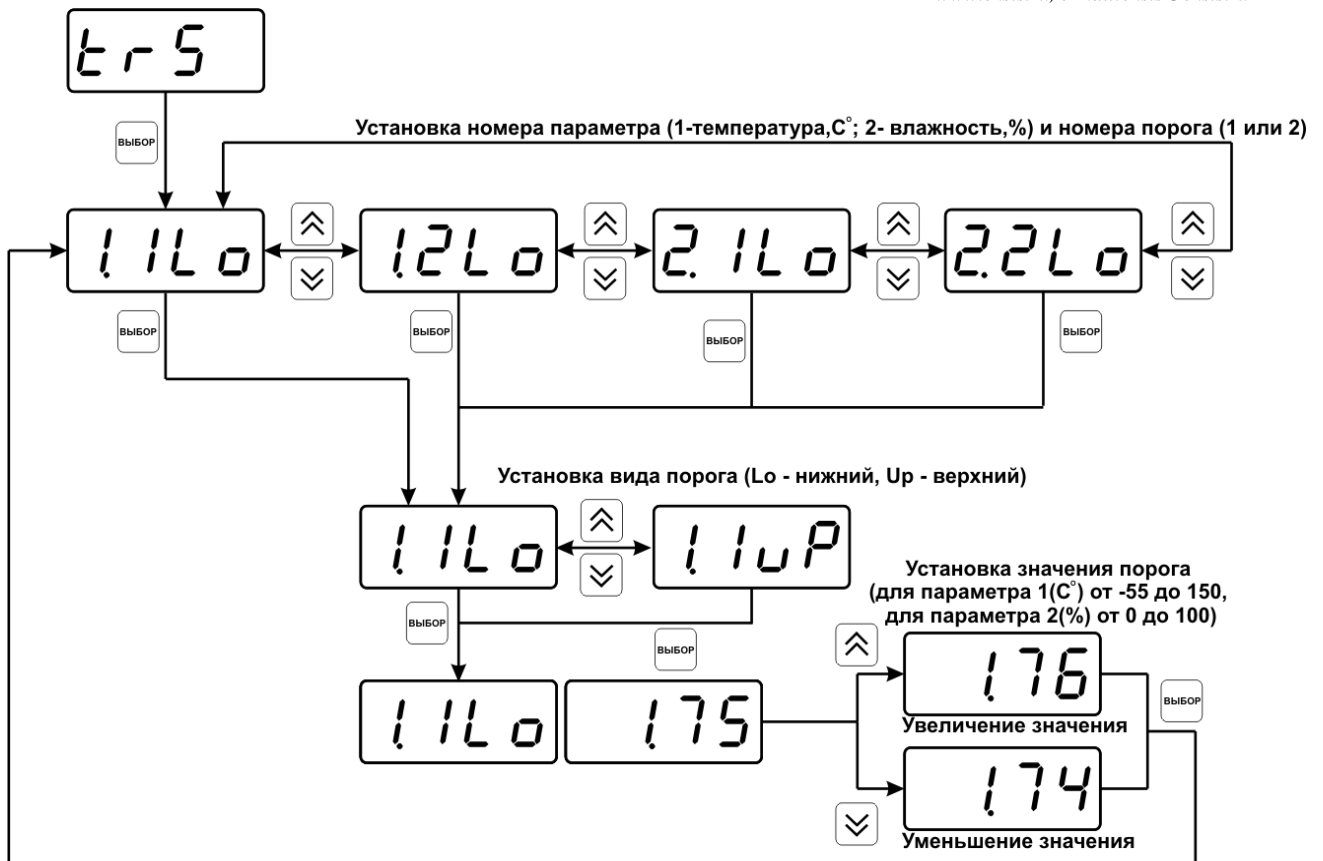 trS
ВЫБОР
Установка номера параметра (1-температура,С°; 2- влажность,%) и номера порога (1 или 2)
1.1Lo
1.2Lo
2.1Lo
2.2Lo
ВЫБОР
ВЫБОР
ВЫБОР
ВЫБОР
Установка вида порога (Lo - нижний, Up - верхний)
1.1Lo
1.1uP
ВЫБОР
ВЫБОР
Установка значения порога
(для параметра 1(С°) от -55 до 150,
для параметра 2(%) от 0 до 100)
1.1Lo
1.75
1.76
ВЫБОР
Увеличение значения
1.74
Уменьшение значения